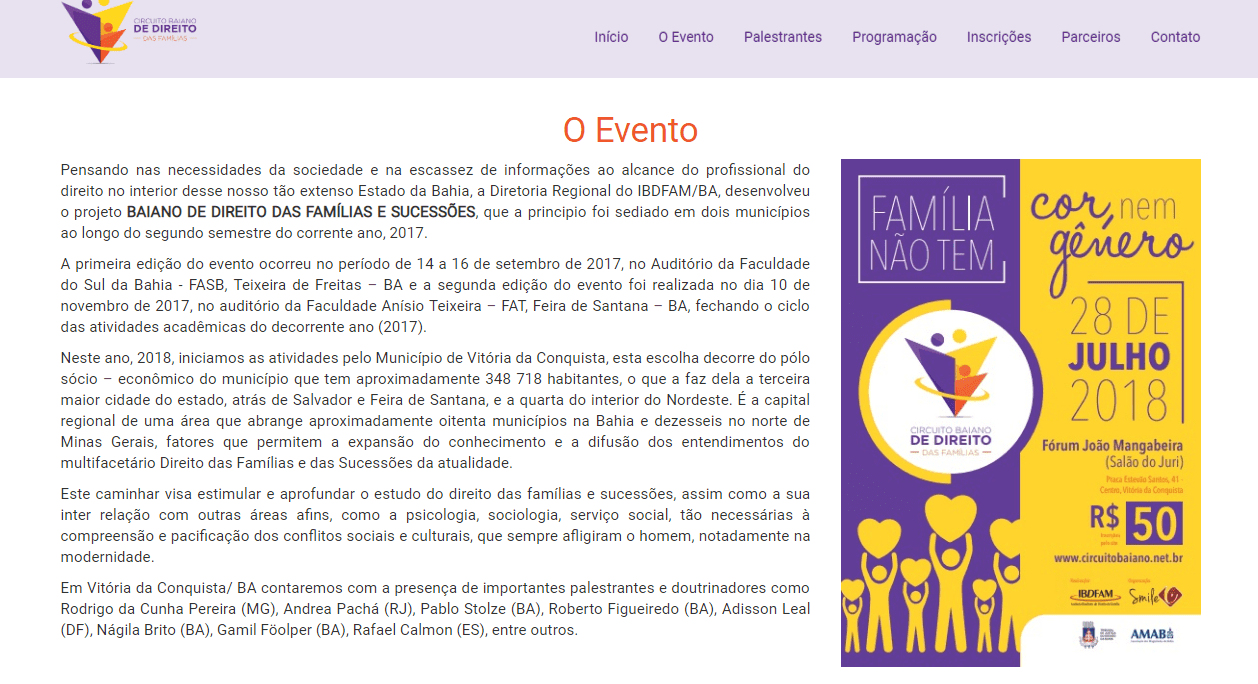 CIRCUITO BAIANO
DE DIREITO
DAS FAMÍLIAS
Início O Evento Palestrantes Programação Inscrições Parceiros Contato
O Evento
Pensando nas necessidades da sociedade e na escassez de informações ao alcance do profissional do
direito no interior desse nosso tão extenso Estado da Bahia, a Diretoria Regional do IBDFAM/BA, desenvolveu
o projeto BAIANO DE DIREITO DAS FAMÍLIAS E SUCESSÕES, que a principio foi sediado em dois municípios
ao longo do segundo semestre do corrente ano, 2017.
A primeira edição do evento ocorreu no período de 14 a 16 de setembro de 2017, no Auditório da Faculdade
do Sul da Bahia - FASB, Teixeira de Freitas – BA e a segunda edição do evento foi realizada no dia 10 de
novembro de 2017, no auditório da Faculdade Anísio Teixeira – FAT, Feira de Santana – BA, fechando o ciclo
das atividades acadêmicas do decorrente ano (2017).
Neste ano, 2018, iniciamos as atividades pelo Município de Vitória da Conquista, esta escolha decorre do pólo
sócio – econômico do município que tem aproximadamente 348 718 habitantes, o que a faz dela a terceira
maior cidade do estado, atrás de Salvador e Feira de Santana, e a quarta do interior do Nordeste. É a capital
regional de uma área que abrange aproximadamente oitenta municípios na Bahia e dezesseis no norte de
Minas Gerais, fatores que permitem a expansão do conhecimento e a difusão dos entendimentos do
multifacetário Direito das Famílias e das Sucessões da atualidade.
Este caminhar visa estimular e aprofundar o estudo do direito das famílias e sucessões, assim como a sua
inter relação com outras áreas afins, como a psicologia, sociologia, serviço social, tão necessárias à
compreensão e pacificação dos conflitos sociais e culturais, que sempre afligiram o homem, notadamente na
modernidade.
Em Vitória da Conquista/ BA contaremos com a presença de importantes palestrantes e doutrinadores como
Rodrigo da Cunha Pereira (MG), Andrea Pachá (RJ), Pablo Stolze (BA), Roberto Figueiredo (BA), Adisson Leal
(DF), Nágila Brito (BA), Gamil Föolper (BA), Rafael Calmon (ES), entre outros.
FAMÍLIA
NÃO TEM
cor, nem
gênero
28 DE
JULHO
2018
CIRCUITO BAIANO
DE DIREITO
DAS FAMÍLIAS
Fórum João Mangabeira
(Salão do Juri)
Praça Estevão Santos, 41 -
Centro, Vitória da Conquista
R$ 50
www.circuitobaiano.net.br
IBDFAM
Smile
AMAB